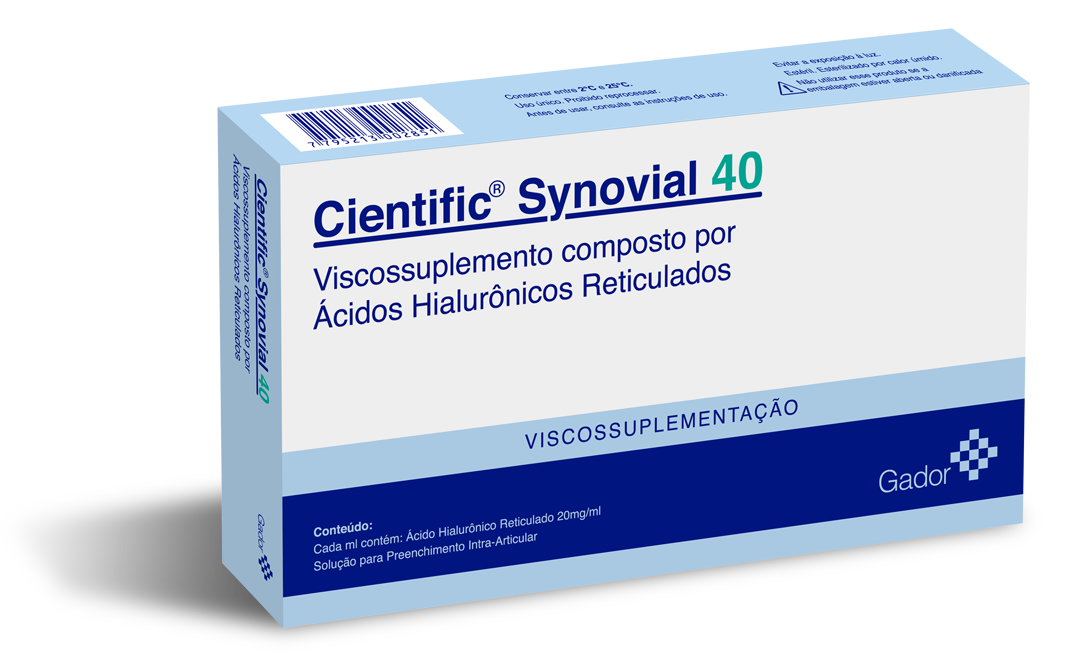 7 795213 002851
Conservar entre 2°C e 25°C.
Uso único. Proibido reprocessar.
Antes de usar, consulte as instruções de uso.
Evitar a exposição à luz.
Estéril. Esterilizado por calor úmido.
Não utilizar esse produto se a
embalagem estiver aberta ou danificada
Cientific® Synovial 40
Viscossuplemento composto por
Ácidos Hialurônicos Reticulados
VISCOSSUPLEMENTAÇÃO
Gador
Conteúdo:
Cada ml contém: Ácido Hialurônico Reticulado 20mg/ml
Solução para Preenchimento Intra-Articular
Cientific® Synovial 40
Viscossuplemento composto por
Ácidos Hialurônicos Reticulados
Gador